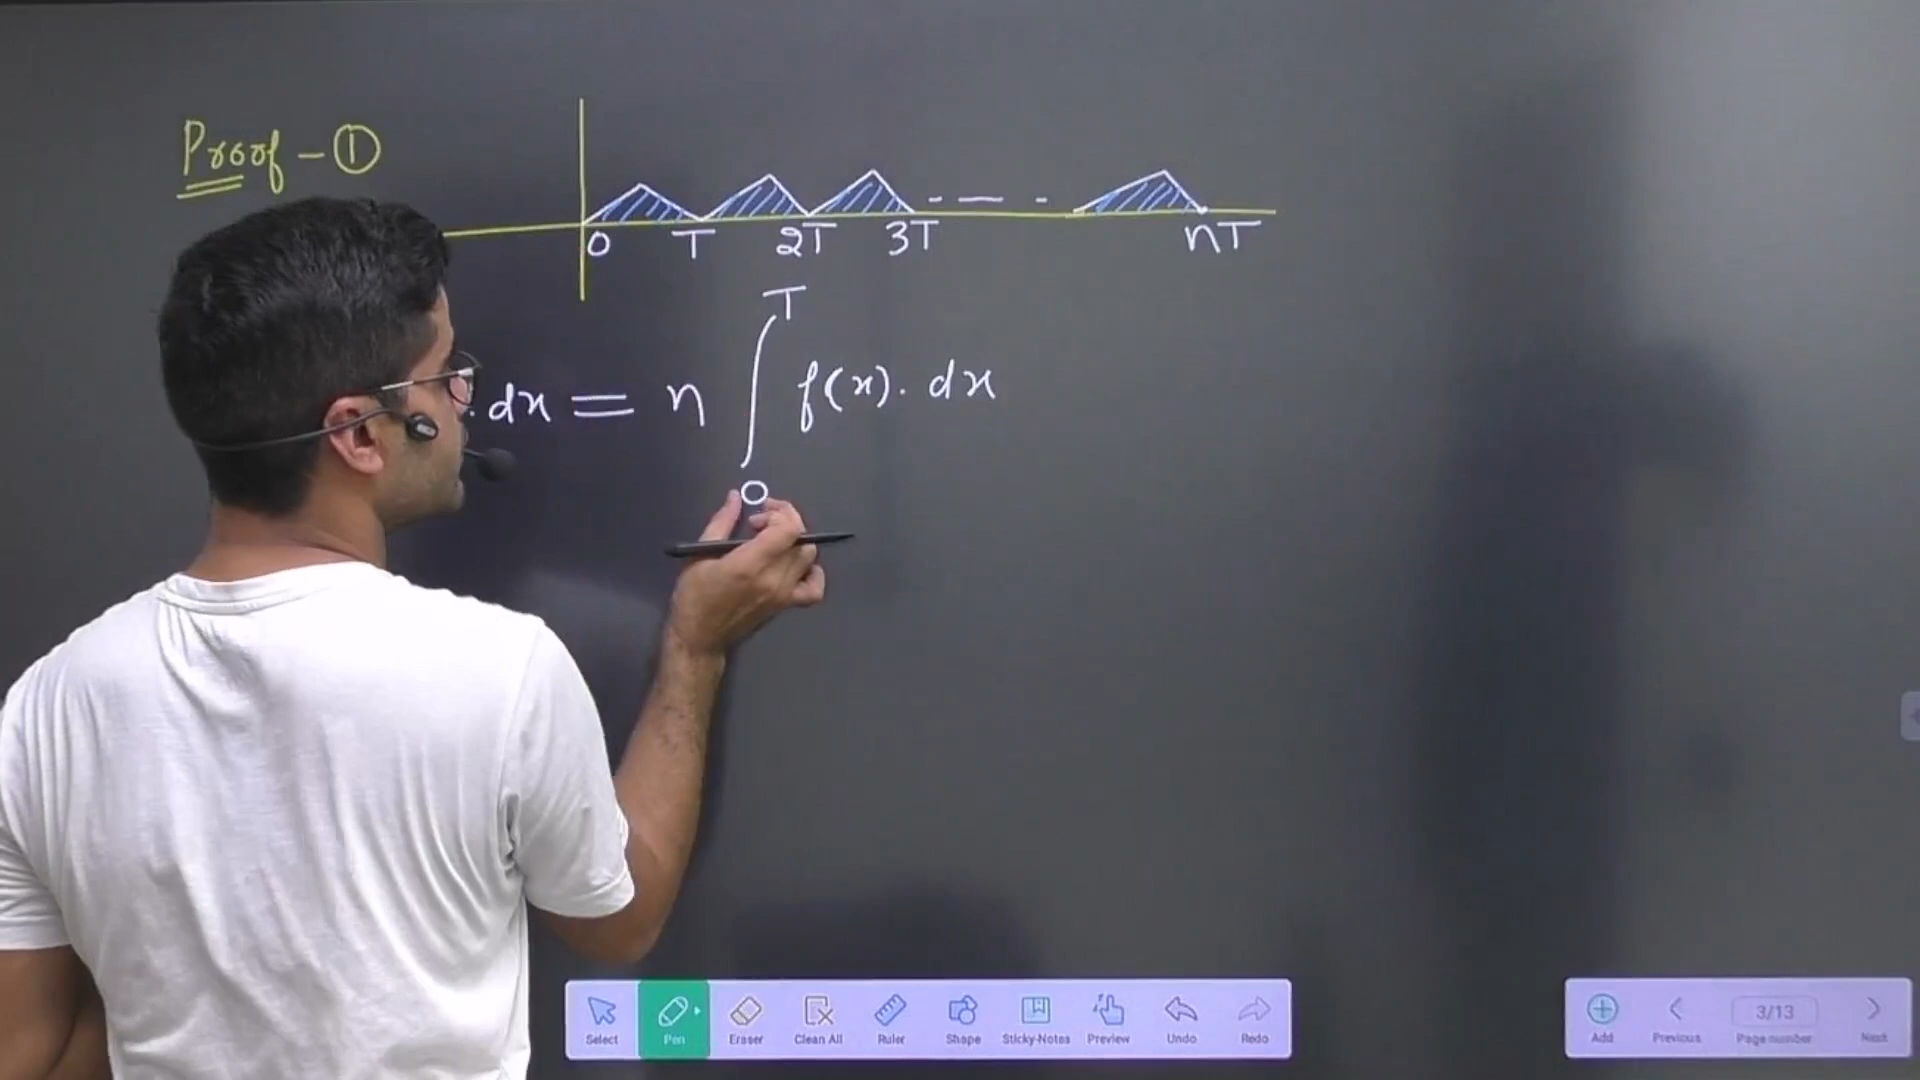 Proof - ①
0 T 2T 3T nT
T
. dx = n ∫ f(x). dx
0
Select Pen Eraser Clean All Ruler Shape Sticky-Notes Preview Undo Redo
Add Previous 3/13 Page number Next